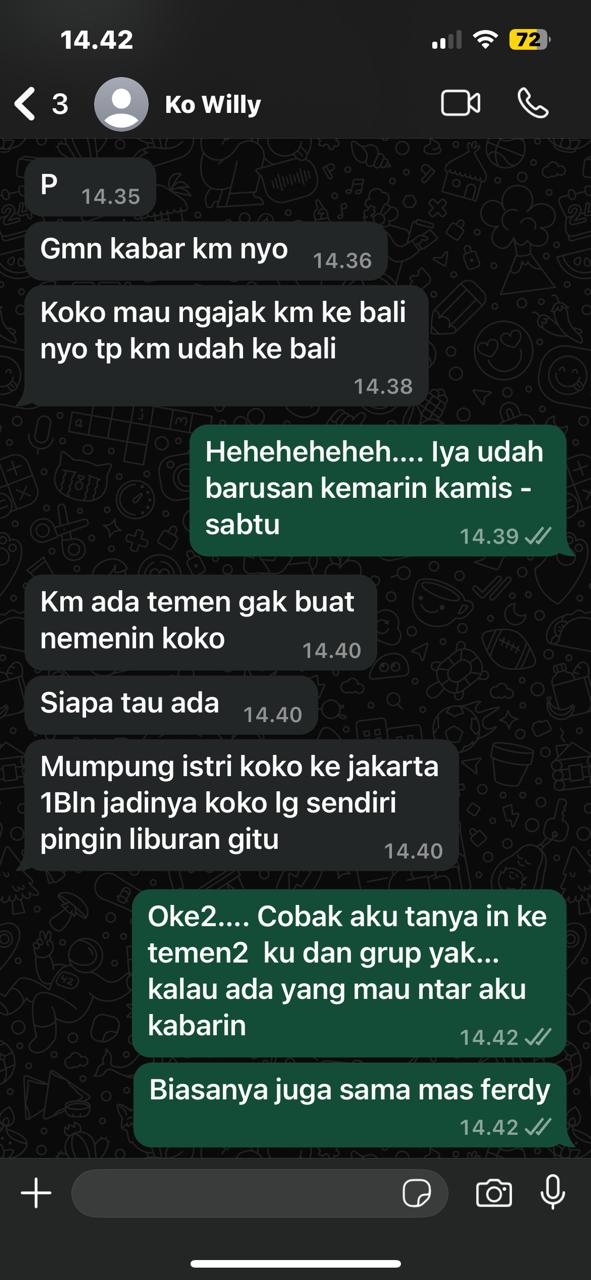 14.42
72
3
Ko Willy
P 14.35
Gmn kabar km nyo 14.36
Koko mau ngajak km ke bali
nyo tp km udah ke bali
14.38
Heheheheheh.... Iya udah
barusan kemarin kamis -
sabtu 14.39
Km ada temen gak buat
nemenin koko 14.40
Siapa tau ada 14.40
Mumpung istri koko ke jakarta
1Bln jadinya koko lg sendiri
pingin liburan gitu 14.40
Oke2.... Cobak aku tanya in ke
temen2 ku dan grup yak...
kalau ada yang mau ntar aku
kabarin 14.42
Biasanya juga sama mas ferdy
14.42